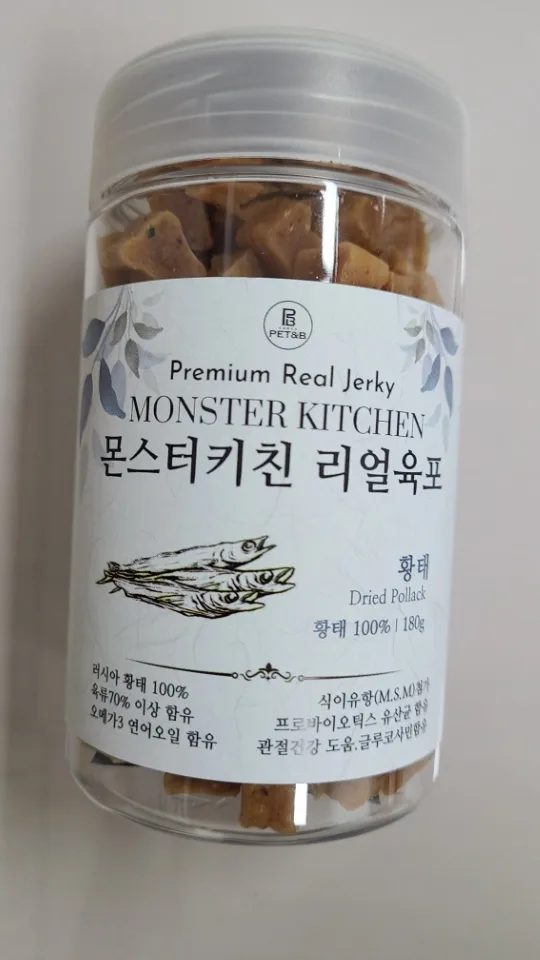 PB
PET&B
Premium Real Jerky
MONSTER KITCHEN
몬스터키친 리얼육포
황태
Dried Pollack
황태 100% | 180g
러시아 황태 100%
육류70% 이상 함유
오메가3 연어오일 함유
식이유황(M.S.M)첨가
프로바이오틱스 유산균 함유
관절건강 도움.글루코사민함유